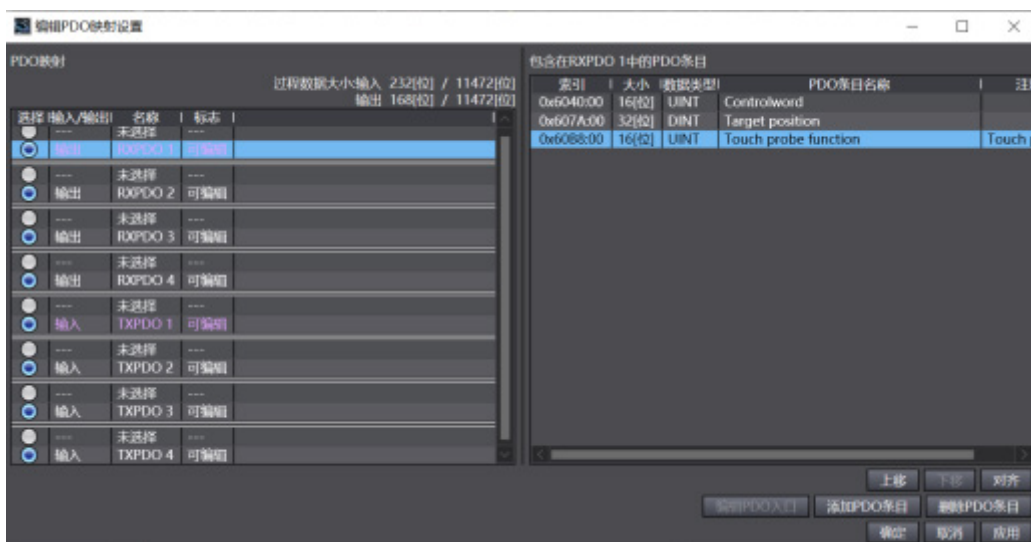 编辑PDO映射设置
PDO映射
过程数据大小:输入 232[位] / 11472[位]
输出 168[位] / 11472[位]
选择 输入/输出 名称 标志
--- 未选择 ---
输出 RXPDO 1 可编辑
--- 未选择 ---
输出 RXPDO 2 可编辑
--- 未选择 ---
输出 RXPDO 3 可编辑
--- 未选择 ---
输出 RXPDO 4 可编辑
--- 未选择 ---
输入 TXPDO 1 可编辑
--- 未选择 ---
输入 TXPDO 2 可编辑
--- 未选择 ---
输入 TXPDO 3 可编辑
--- 未选择 ---
输入 TXPDO 4 可编辑
包含在RXPDO 1中的PDO条目
索引 大小 数据类型 PDO条目名称 注
0x6040:00 16[位] UINT Controlword
0x607A:00 32[位] DINT Target position
0x60B8:00 16[位] UINT Touch probe function Touch
上移 下移 对齐
编辑PDO入口 添加PDO条目 删除PDO条目
确定 取消 应用